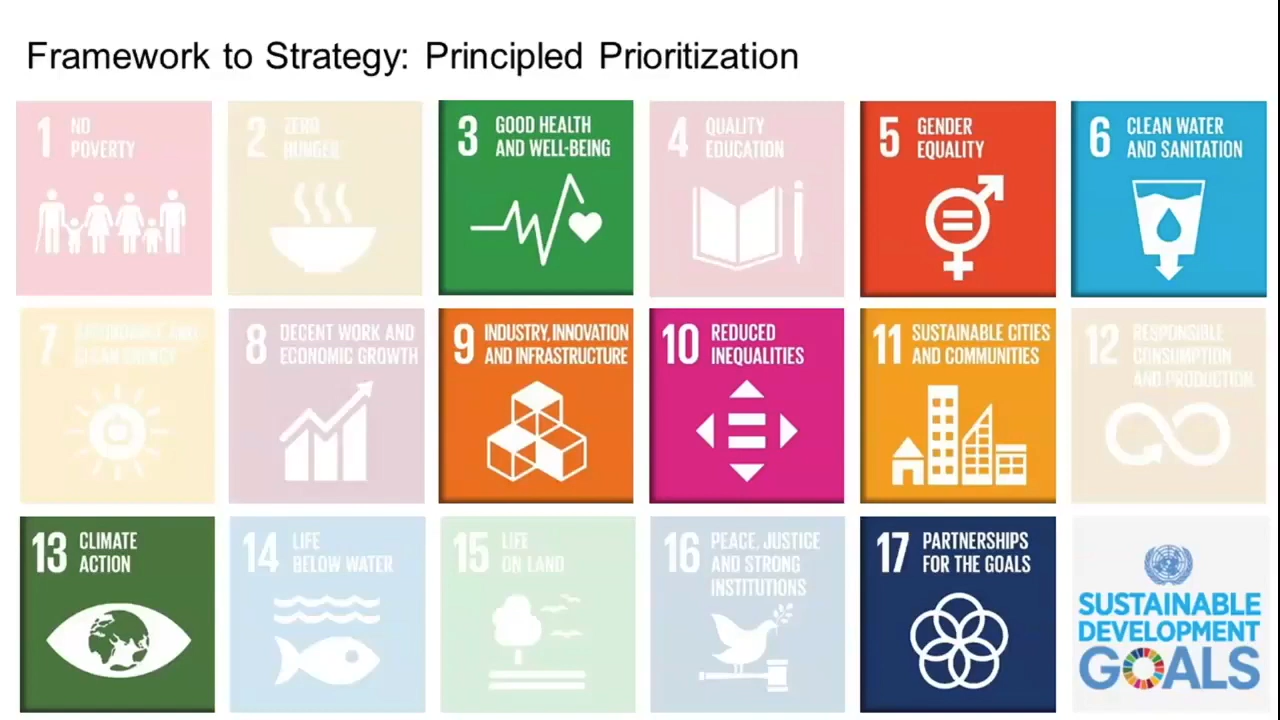 Framework to Strategy: Principled Prioritization
1 NO
POVERTY
2 ZERO
HUNGER
3 GOOD HEALTH
AND WELL-BEING
4 QUALITY
EDUCATION
5 GENDER
EQUALITY
6 CLEAN WATER
AND SANITATION
7 AFFORDABLE AND
CLEAN ENERGY
8 DECENT WORK AND
ECONOMIC GROWTH
9 INDUSTRY, INNOVATION
AND INFRASTRUCTURE
10 REDUCED
INEQUALITIES
11 SUSTAINABLE CITIES
AND COMMUNITIES
12 RESPONSIBLE
CONSUMPTION
AND PRODUCTION
13 CLIMATE
ACTION
14 LIFE
BELOW WATER
15 LIFE
ON LAND
16 PEACE, JUSTICE
AND STRONG
INSTITUTIONS
17 PARTNERSHIPS
FOR THE GOALS
SUSTAINABLE
DEVELOPMENT
GOALS